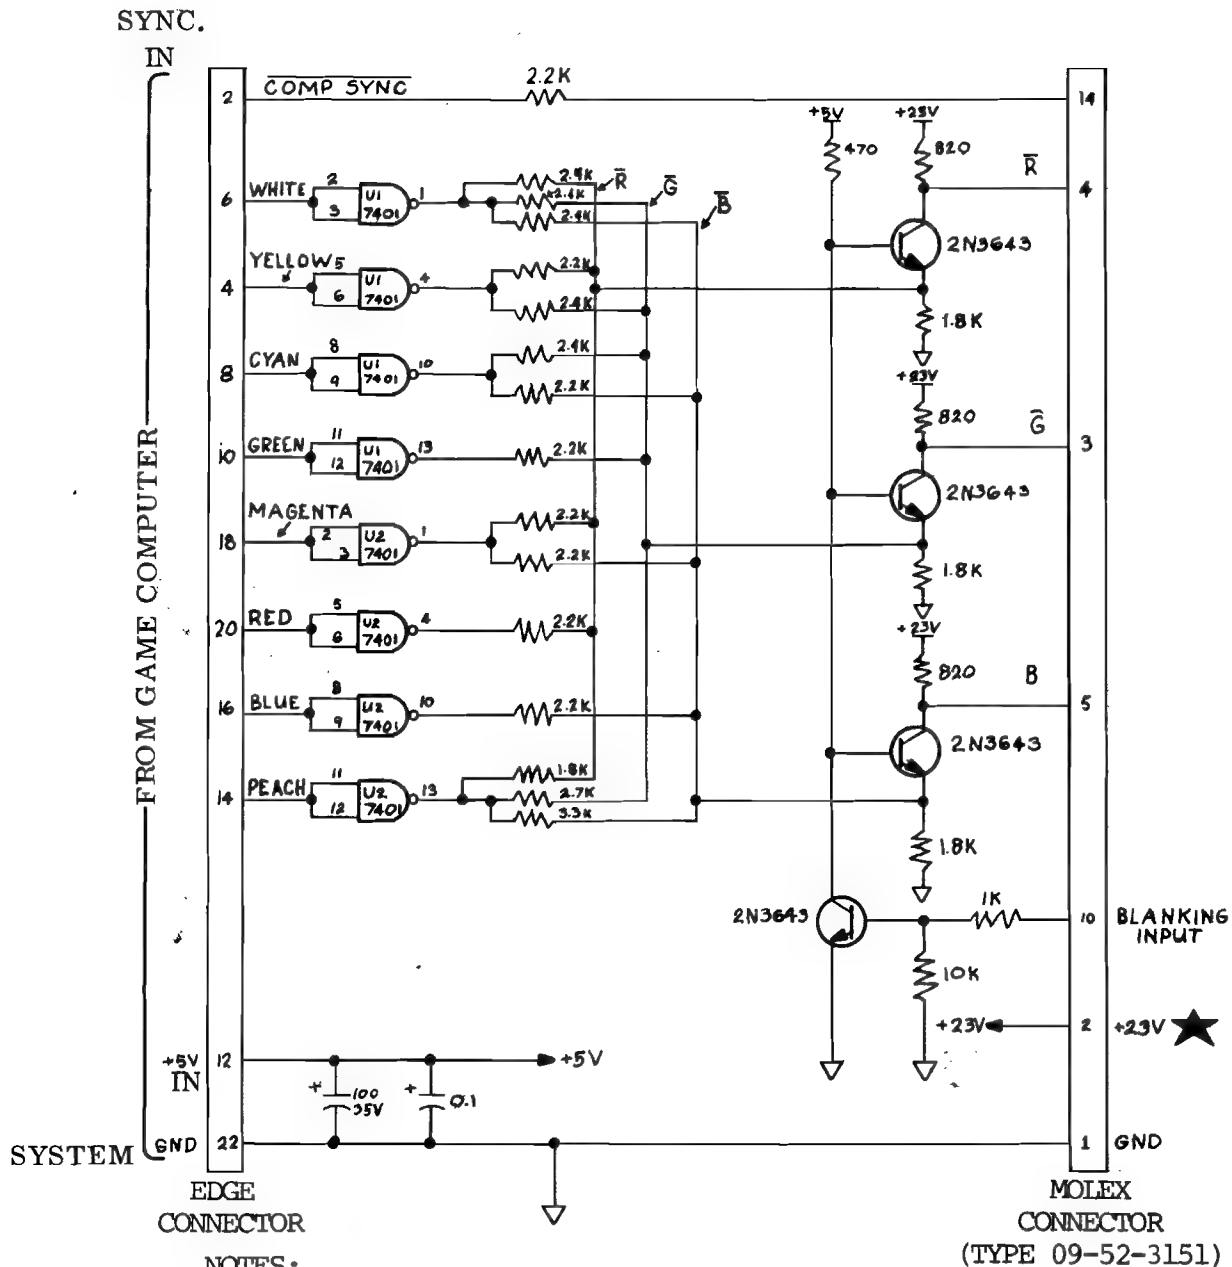 SYNC.
IN
2
COMP SYNC
2.2K
14
+5V
+23V
470
820
R
4
6
WHITE
2
3
U1
7401
1
2.4K
2.4K
2.4K
R
G
B
2N3643
4
YELLOW
5
6
U1
7401
4
2.2K
2.4K
1.8K
8
CYAN
8
9
U1
7401
10
2.4K
2.2K
+23V
820
G
3
10
GREEN
11
12
U1
7401
13
2.2K
2N3643
18
MAGENTA
2
3
U2
7401
1
2.2K
2.2K
1.8K
20
RED
5
6
U2
7401
4
2.2K
+23V
820
B
5
16
BLUE
8
9
U2
7401
10
2.2K
2N3643
14
PEACH
11
12
U2
7401
13
1.8K
2.7K
3.3K
1.8K
FROM GAME COMPUTER
2N3643
1K
10
BLANKING
INPUT
10K
+23V
2
+23V
+5V
IN
12
+5V
+
100
35V
+
0.1
SYSTEM
GND
22
1
GND
EDGE
CONNECTOR
NOTES:
MOLEX
CONNECTOR
(TYPE 09-52-3151)